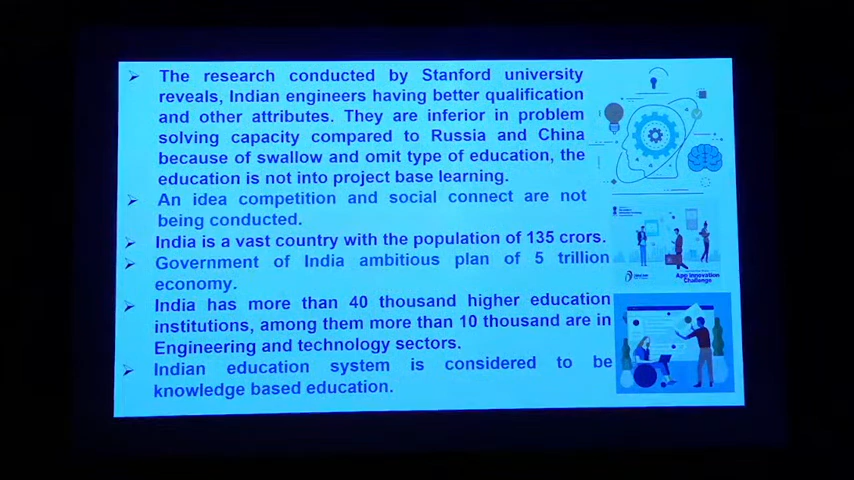 The research conducted by Stanford university
reveals, Indian engineers having better qualification
and other attributes. They are inferior in problem
solving capacity compared to Russia and China
because of swallow and omit type of education, the
education is not into project base learning.
An idea competition and social connect are not
being conducted.
India is a vast country with the population of 135 crors.
Government of India ambitious plan of 5 trillion
economy.
India has more than 40 thousand higher education
institutions, among them more than 10 thousand are in
Engineering and technology sectors.
Indian education system is considered to be
knowledge based education.
App Innovation
Challenge